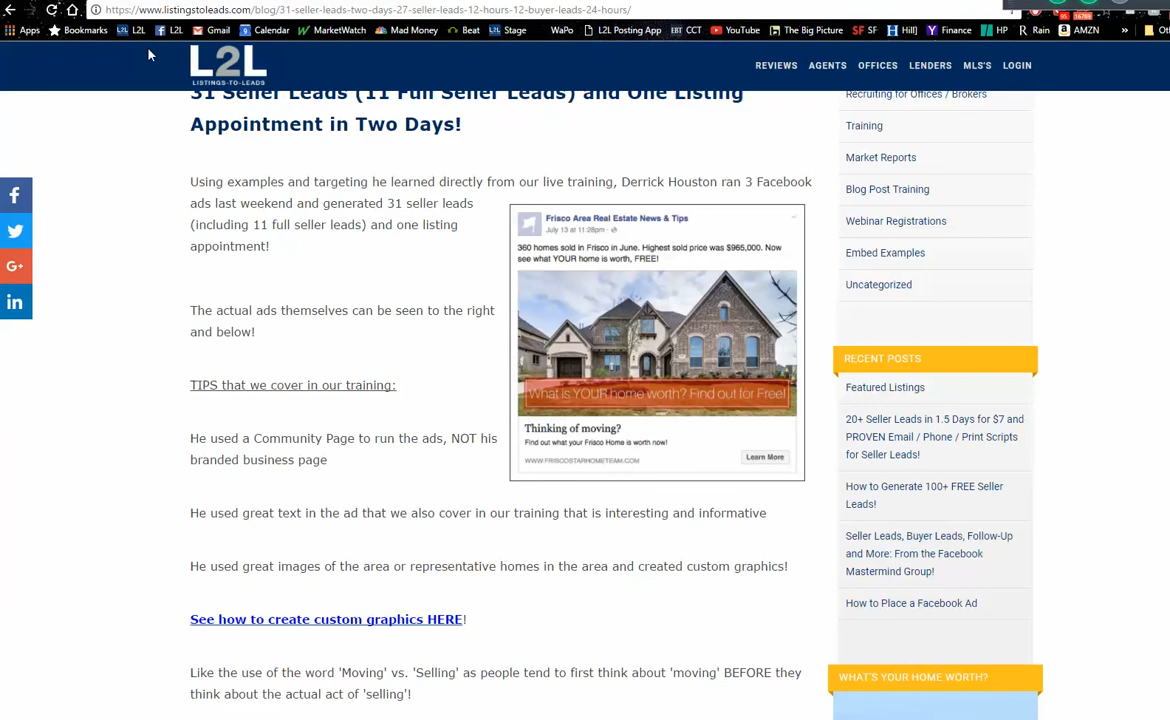 https://www.listingstoleads.com/blog/31-seller-leads-two-days-27-seller-leads-12-hours-12-buyer-leads-24-hours/
Apps Bookmarks L2L L2L Gmail Calendar MarketWatch Mad Money Beat Stage WaPo L2L Posting App CCT YouTube The Big Picture SF Hill] Finance HP Rain AMZN » Ot
L2L
LISTINGS-TO-LEADS
REVIEWS AGENTS OFFICES LENDERS MLS'S LOGIN
31 Seller Leads (11 Full Seller Leads) and One Listing
Appointment in Two Days!
Using examples and targeting he learned directly from our live training, Derrick Houston ran 3 Facebook
ads last weekend and generated 31 seller leads
(including 11 full seller leads) and one listing
appointment!
The actual ads themselves can be seen to the right
and below!
TIPS that we cover in our training:
He used a Community Page to run the ads, NOT his
branded business page
Frisco Area Real Estate News & Tips
July 13 at 11:28pm
360 homes sold in Frisco in June. Highest sold price was $965,000. Now
see what YOUR home is worth, FREE!
What is YOUR home worth? Find out for Free!
Thinking of moving?
Find out what your Frisco Home is worth now!
WWW.FRISCOSTARHOMETEAM.COM
Learn More
He used great text in the ad that we also cover in our training that is interesting and informative
He used great images of the area or representative homes in the area and created custom graphics!
See how to create custom graphics HERE!
Like the use of the word 'Moving' vs. 'Selling' as people tend to first think about 'moving' BEFORE they
think about the actual act of 'selling'!
f
G+
in
Recruiting for Offices / Brokers
Training
Market Reports
Blog Post Training
Webinar Registrations
Embed Examples
Uncategorized
RECENT POSTS
Featured Listings
20+ Seller Leads in 1.5 Days for $7 and
PROVEN Email / Phone / Print Scripts
for Seller Leads!
How to Generate 100+ FREE Seller
Leads!
Seller Leads, Buyer Leads, Follow-Up
and More: From the Facebook
Mastermind Group!
How to Place a Facebook Ad
WHAT'S YOUR HOME WORTH?